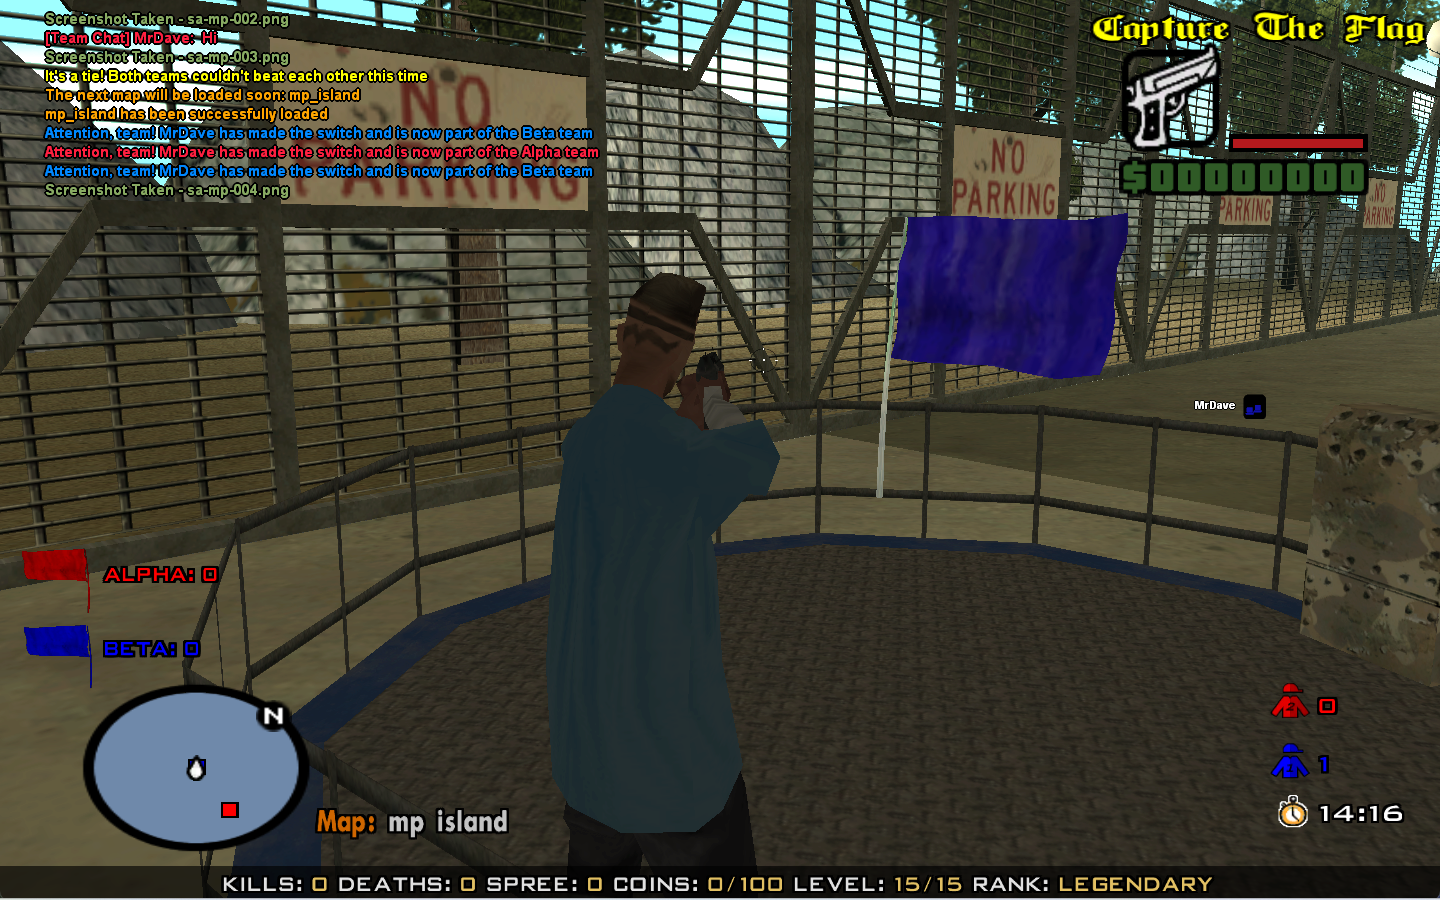 Screenshot Taken - sa-mp-002.png
[Team Chat] MrDave: Hi
Screenshot Taken - sa-mp-003.png
It's a tie! Both teams couldn't beat each other this time
The next map will be loaded soon: mp_island
mp_island has been successfully loaded
Attention, team! MrDave has made the switch and is now part of the Beta team
Attention, team! MrDave has made the switch and is now part of the Alpha team
Attention, team! MrDave has made the switch and is now part of the Beta team
Screenshot Taken - sa-mp-004.png
Capture The Flag
$00000000
NO
PARKING
NO
PARKING
PARKING
NO
PARKING
MrDave
ALPHA: 0
BETA: 0
N
Map: mp island
0
1
14:16
KILLS: 0 DEATHS: 0 SPREE: 0 COINS: 0/100 LEVEL: 15/15 RANK: LEGENDARY